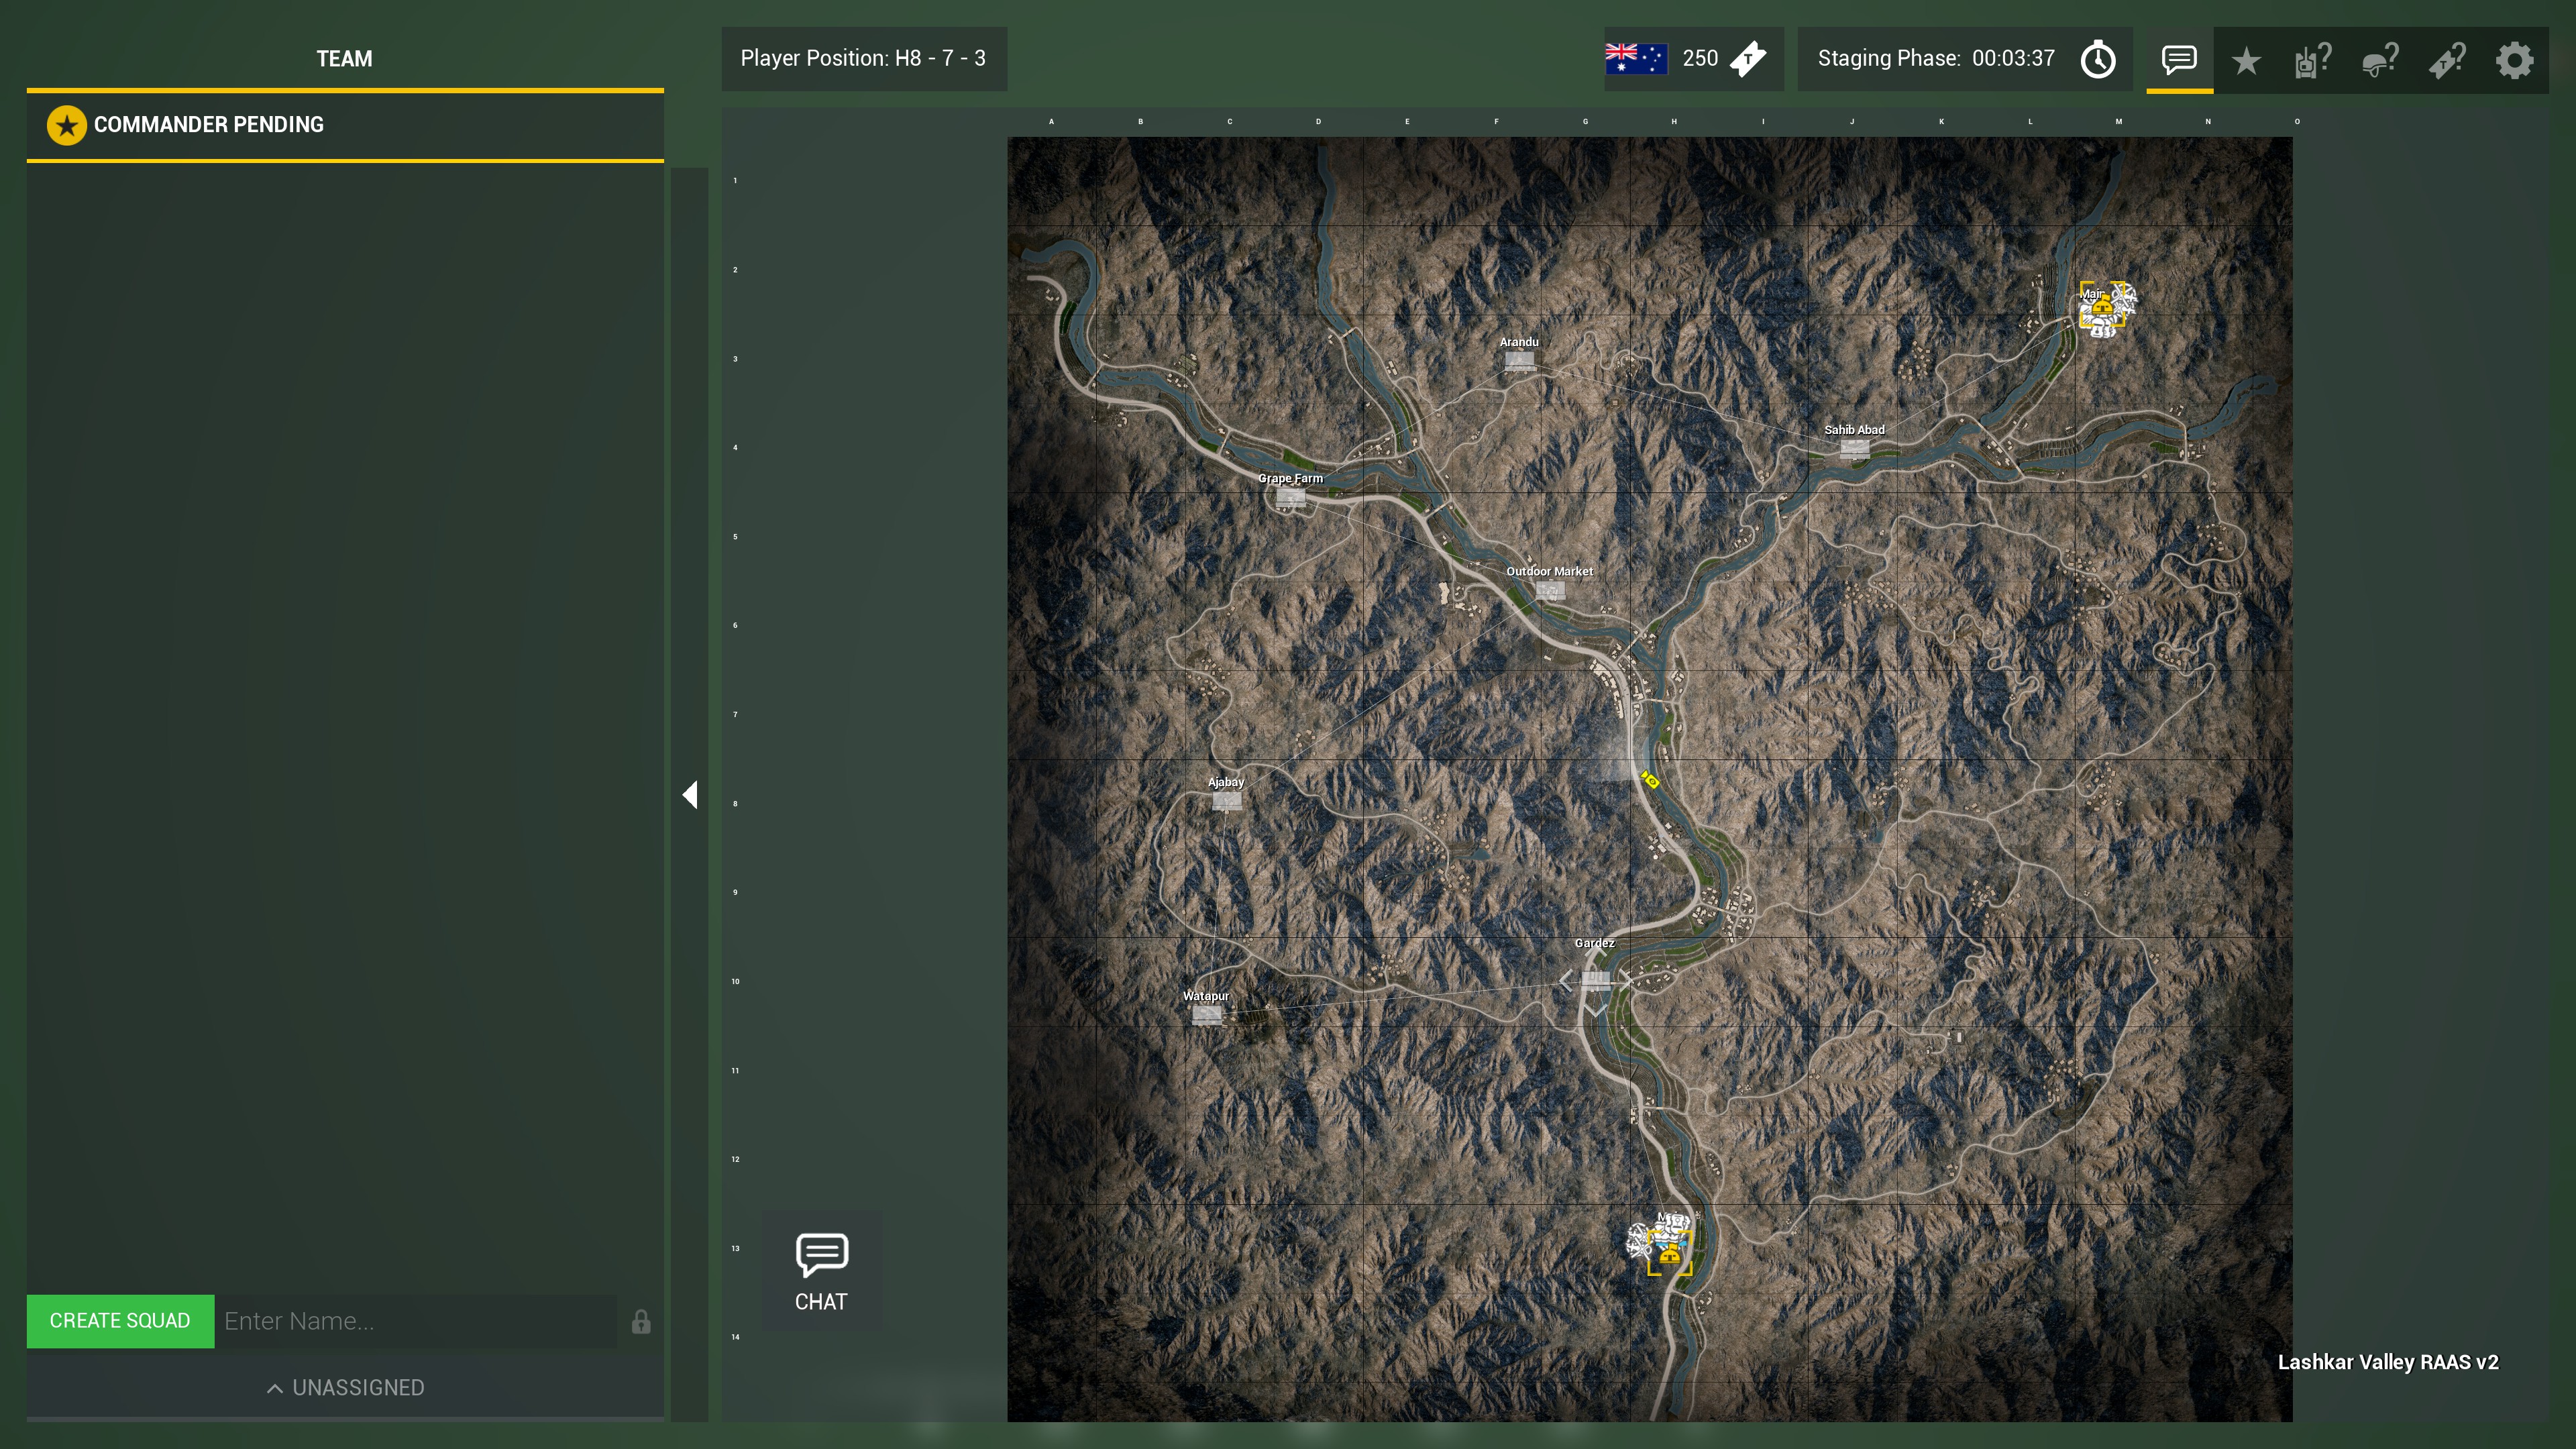 TEAM
Player Position: H8 - 7 - 3
250
Staging Phase: 00:03:37
COMMANDER PENDING
A B C D E F G H I J K L M N O
1
2
Main
3
Arandu
4
Sahib Abad
Grape Farm
5
Outdoor Market
6
7
Ajabay
8
9
Gardez
10
Watapur
11
12
13
14
CHAT
CREATE SQUAD Enter Name...
Lashkar Valley RAAS v2
UNASSIGNED